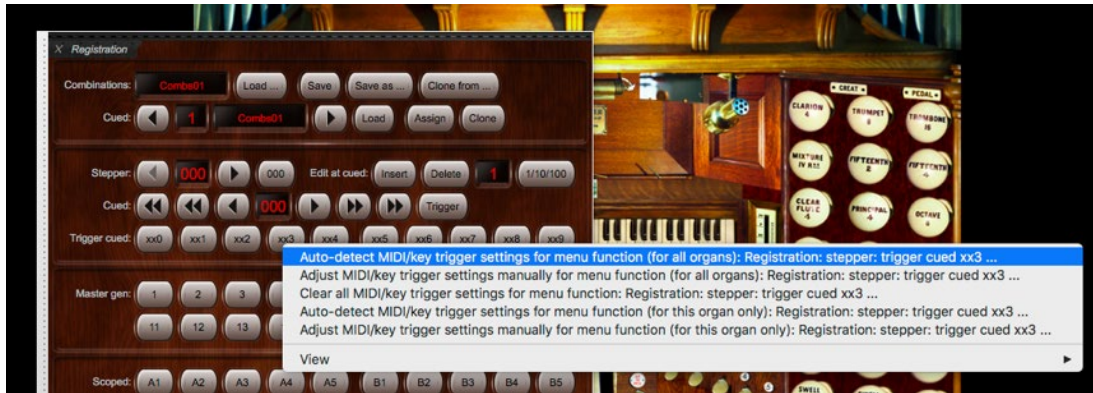 X Registration
Combinations: Combs01 Load ... Save Save as ... Clone from ...
Cued: 1 Combs01 Load Assign Clone
Stepper: 000 000 Edit at cued: Insert Delete 1 1/10/100
Cued: 000 Trigger
Trigger cued: xx0 xx1 xx2 xx3 xx4 xx5 xx6 xx7 xx8 xx9
Master gen: 1 2 3
11 12 13
Scoped: A1 A2 A3 A4 A5 B1 B2 B3 B4 B5
Auto-detect MIDI/key trigger settings for menu function (for all organs): Registration: stepper: trigger cued xx3 ...
Adjust MIDI/key trigger settings manually for menu function (for all organs): Registration: stepper: trigger cued xx3 ...
Clear all MIDI/key trigger settings for menu function: Registration: stepper: trigger cued xx3 ...
Auto-detect MIDI/key trigger settings for menu function (for this organ only): Registration: stepper: trigger cued xx3 ...
Adjust MIDI/key trigger settings manually for menu function (for this organ only): Registration: stepper: trigger cued xx3 ...
View
GREAT PEDAL
CLARION 4
TRUMPET 8
TROMBONE 16
MIXTURE IV RKS
FIFTEENTH 2
FIFTEENTH 4
CLEAR FLUTE 4
PRINCIPAL 4
OCTAVE
SWELL